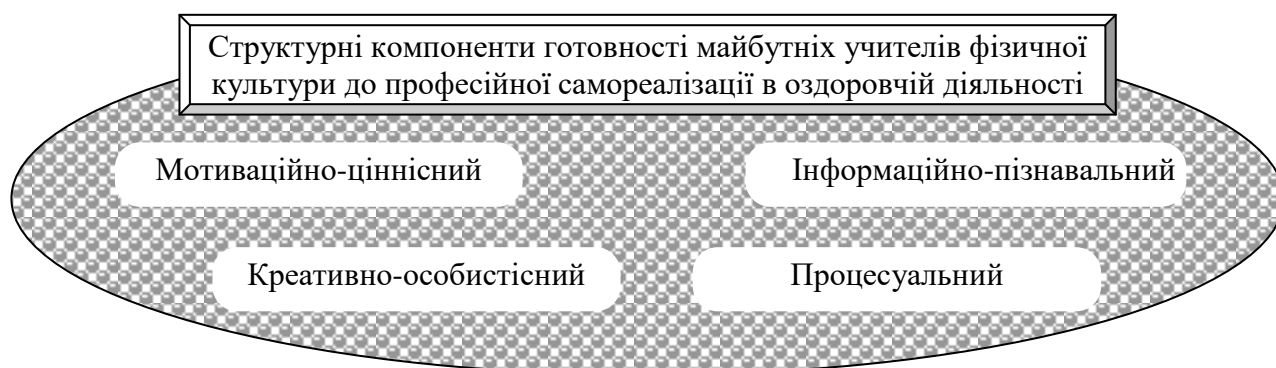 Структурні компоненти готовності майбутніх учителів фізичної
культури до професійної самореалізації в оздоровчій діяльності
Мотиваційно-ціннісний
Інформаційно-пізнавальний
Креативно-особистісний
Процесуальний